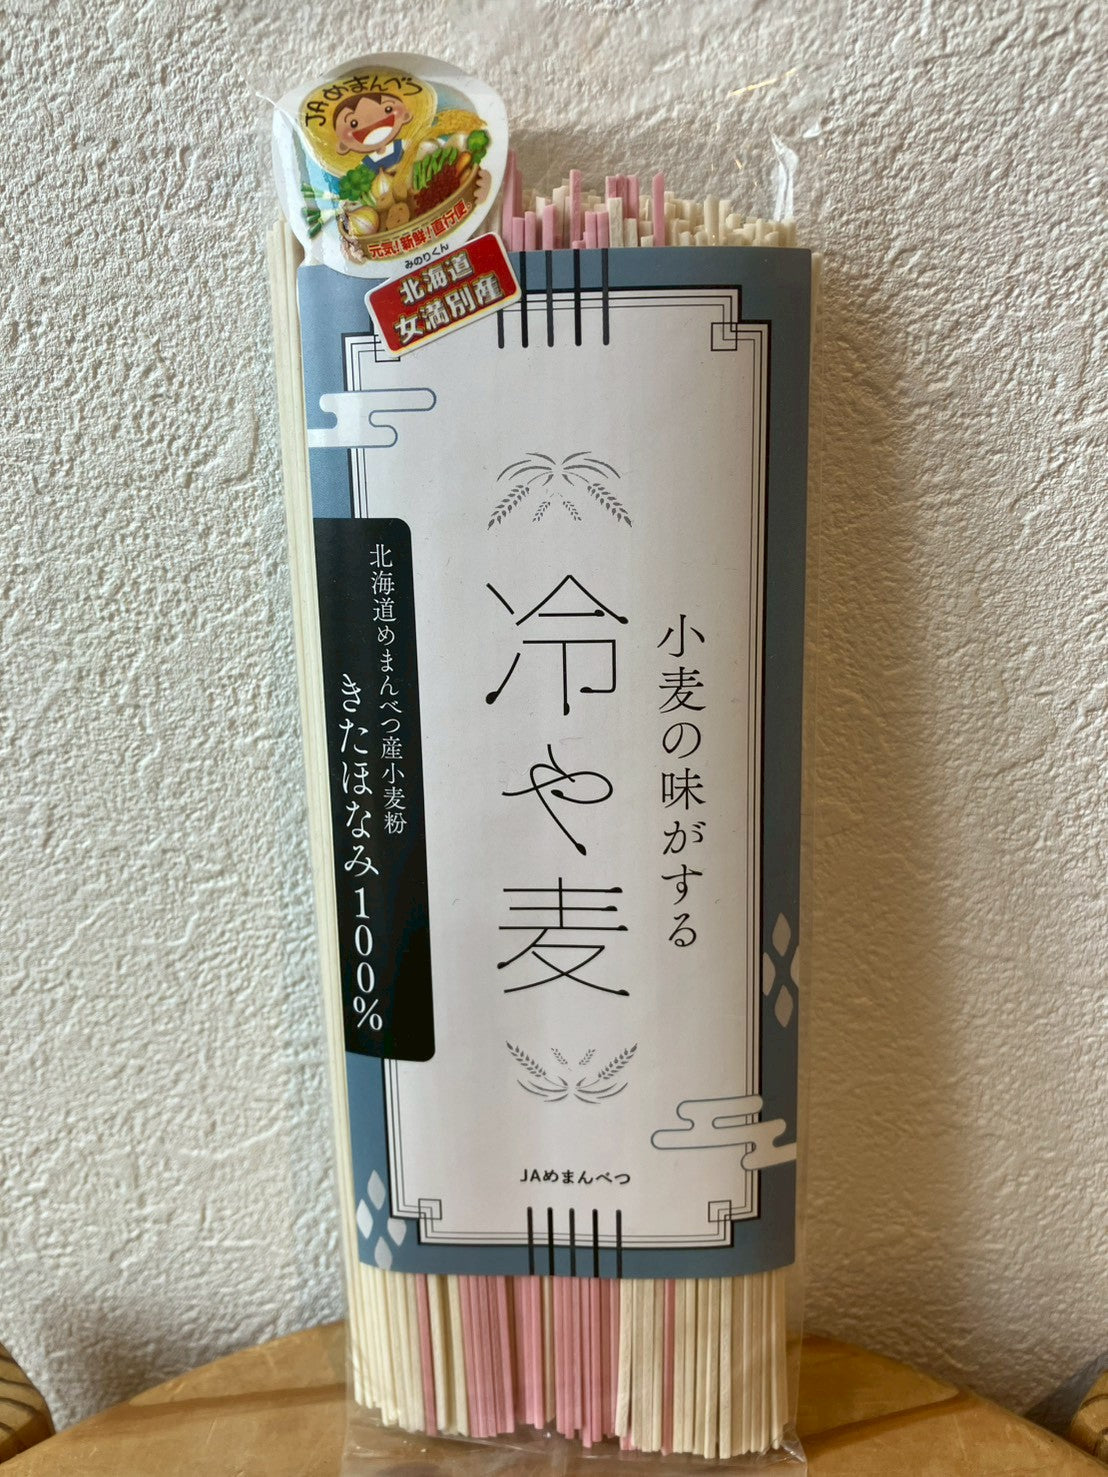 JAめまんべつ
元気!新鮮!直行便。
みのりくん
北海道
女満別産
小麦の味がする
冷や麦
北海道めまんべつ産小麦粉
きたほなみ100%
JAめまんべつ